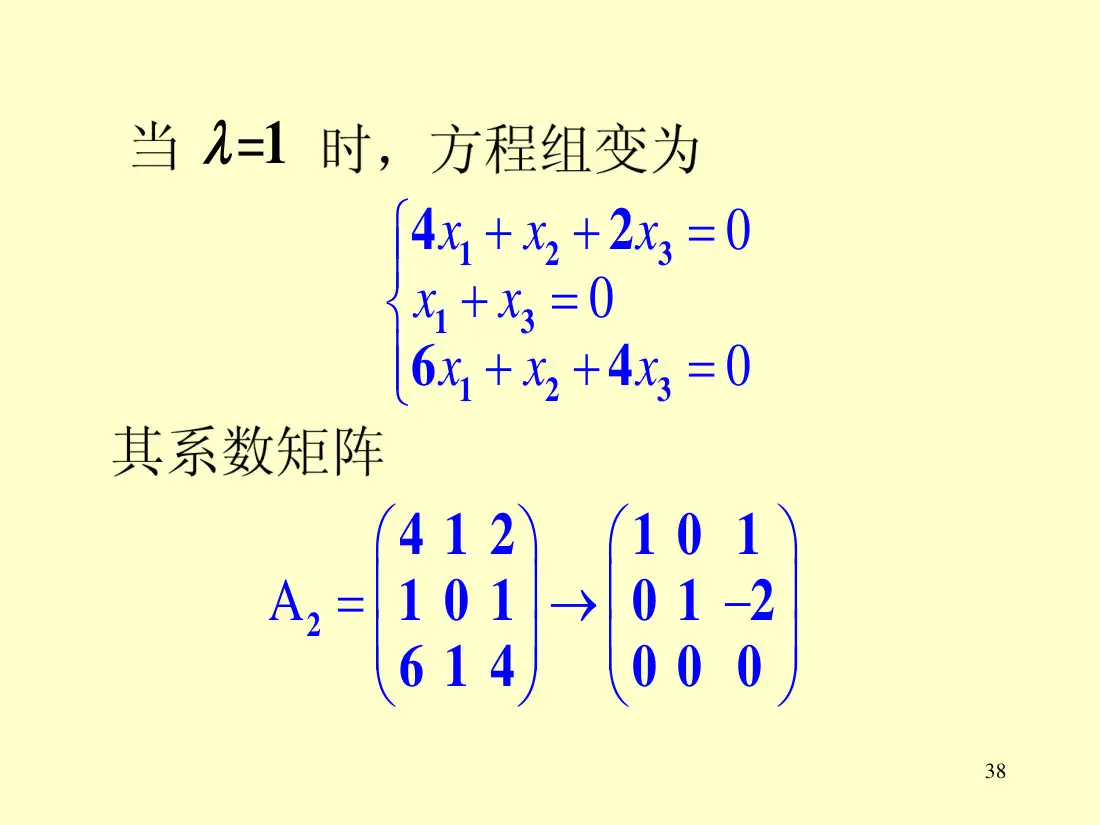 当 λ=1 时，方程组变为
4x₁ + x₂ + 2x₃ = 0
x₁ + x₃ = 0
6x₁ + x₂ + 4x₃ = 0
其系数矩阵
4 1 2 1 0 1
A₂ = 1 0 1 → 0 1 −2
6 1 4 0 0 0
38